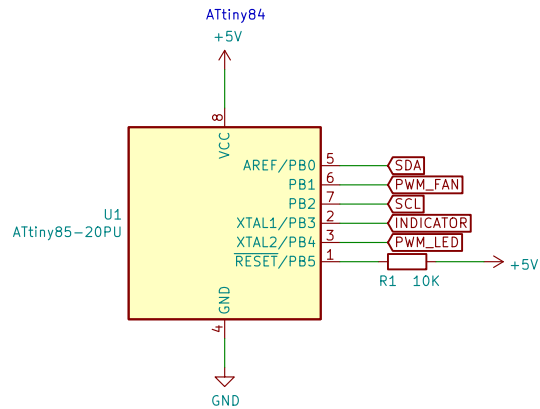 ATtiny84
+5V
8
VCC
AREF/PB0 5 SDA
PB1 6 PWM_FAN
PB2 7 SCL
U1
XTAL1/PB3 2 INDICATOR
ATtiny85-20PU
XTAL2/PB4 3 PWM_LED
RESET/PB5 1
+5V
R1 10K
GND
4
GND